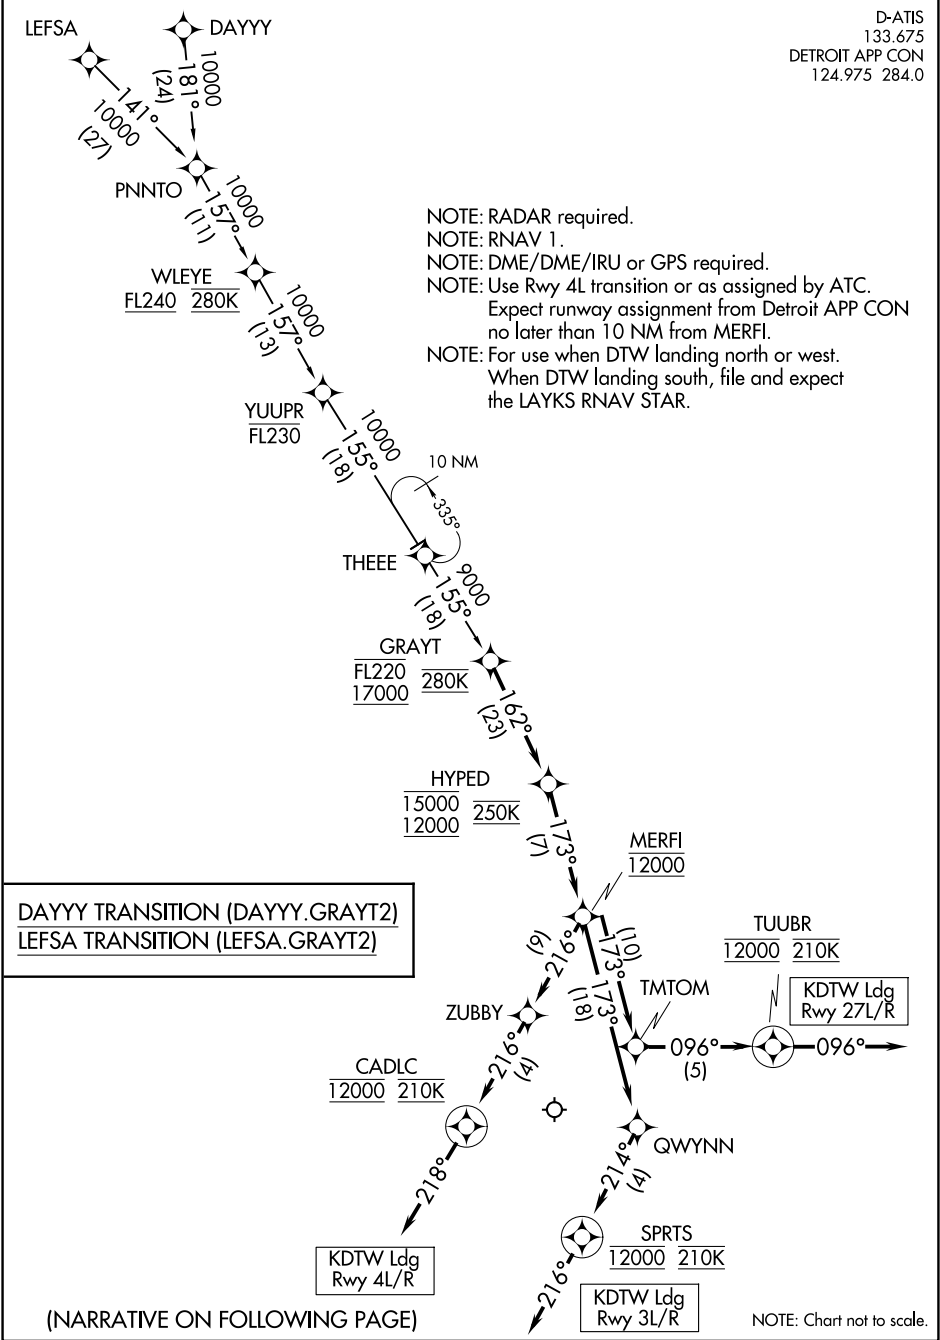 D-ATIS
133.675
DETROIT APP CON
124.975 284.0
LEFSA
DAYYY
10000
181°
(24)
141°
10000
(27)
PNNTO
10000
157°
(11)
NOTE: RADAR required.
NOTE: RNAV 1.
NOTE: DME/DME/IRU or GPS required.
NOTE: Use Rwy 4L transition or as assigned by ATC.
Expect runway assignment from Detroit APP CON
no later than 10 NM from MERFI.
NOTE: For use when DTW landing north or west.
When DTW landing south, file and expect
the LAYKS RNAV STAR.
WLEYE
FL240 280K
10000
157°
(13)
YUUPR
FL230
10000
155°
(18)
10 NM
335°
THEEE
9000
155°
(18)
GRAYT
FL220
17000
280K
162°
(23)
HYPED
15000
12000
250K
173°
(7)
MERFI
12000
DAYYY TRANSITION (DAYYY.GRAYT2)
LEFSA TRANSITION (LEFSA.GRAYT2)
(9)
216°
(10)
173°
173°
(18)
TUUBR
12000 210K
KDTW Ldg
Rwy 27L/R
TMTOM
ZUBBY
096°
(5)
096°
216°
(4)
CADLC
12000 210K
QWYNN
218°
214°
(4)
SPRTS
12000 210K
216°
KDTW Ldg
Rwy 4L/R
KDTW Ldg
Rwy 3L/R
(NARRATIVE ON FOLLOWING PAGE)
NOTE: Chart not to scale.